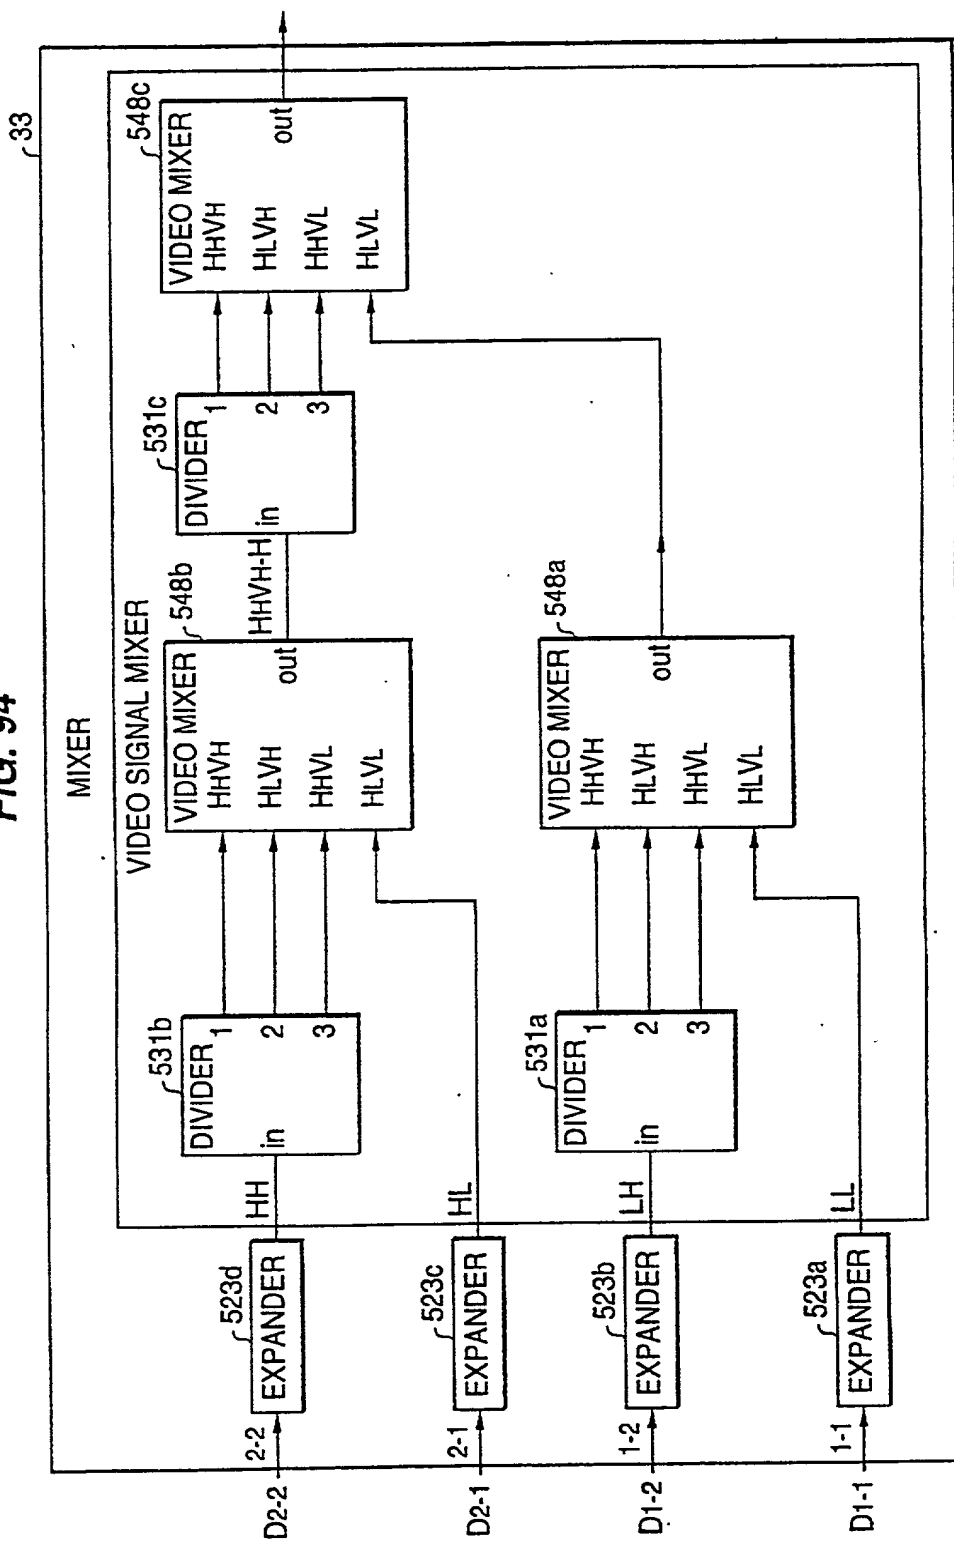 FIG. 94
33
MIXER
VIDEO SIGNAL MIXER
D2-2
2-2
EXPANDER
523d
HH
DIVIDER
531b
in
1
2
3
VIDEO MIXER
548b
HHVH
HLVH
HHVL
HLVL
out
HHVH-H
DIVIDER
531c
in
1
2
3
VIDEO MIXER
548c
HHVH
HLVH
HHVL
HLVL
out
D2-1
2-1
EXPANDER
523c
HL
D1-2
1-2
EXPANDER
523b
LH
DIVIDER
531a
in
1
2
3
VIDEO MIXER
548a
HHVH
HLVH
HHVL
HLVL
out
D1-1
1-1
EXPANDER
523a
LL